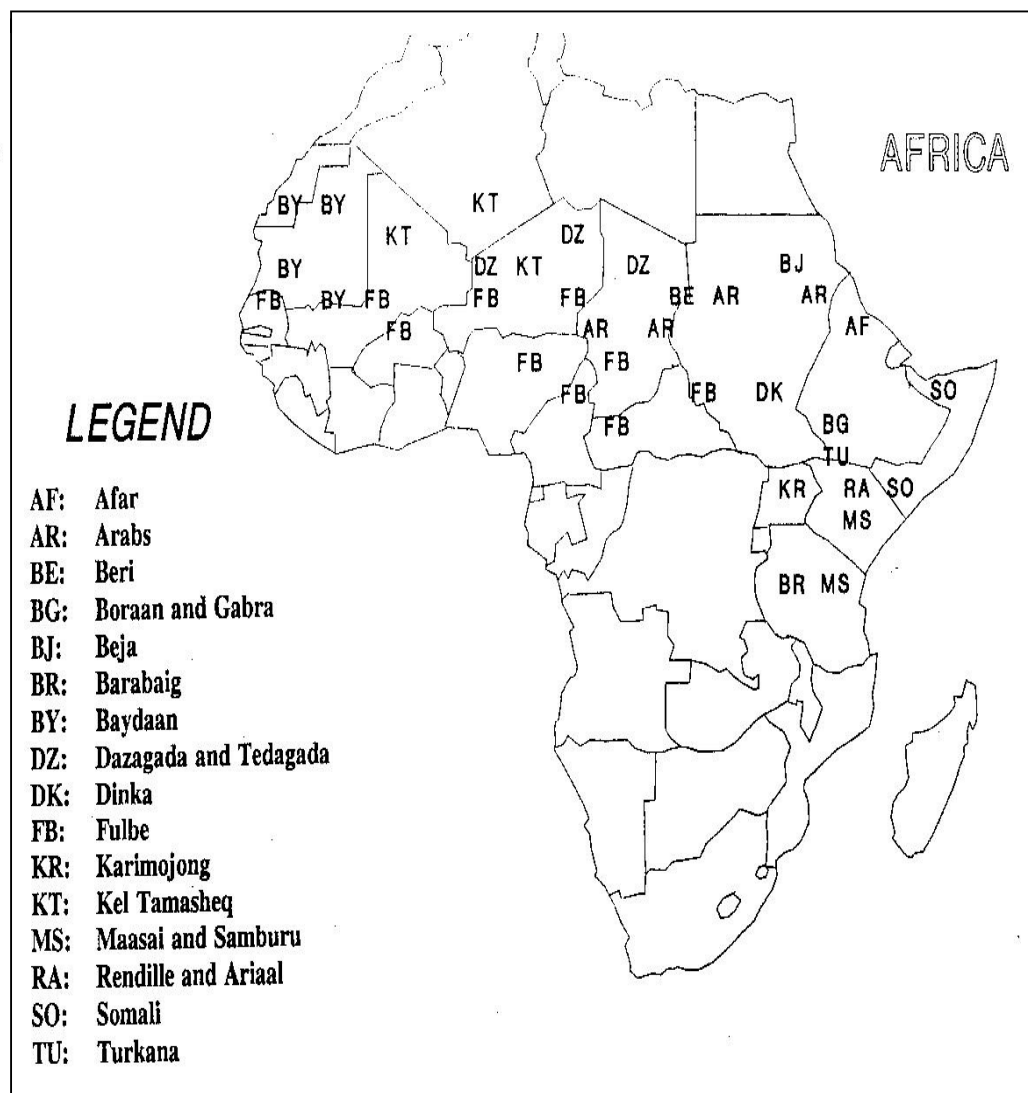 AFRICA
KT
BY BY
KT
DZ
BY
DZ KT
DZ
BJ
FB BY FB
FB
FB
BE AR
AR
FB
AR
AR
AF
FB
FB
FB
FB
DK
SO
FB
BG
TU
KR
RA SO
MS
BR MS
LEGEND
AF: Afar
AR: Arabs
BE: Beri
BG: Boraan and Gabra
BJ: Beja
BR: Barabaig
BY: Baydaan
DZ: Dazagada and Tedagada
DK: Dinka
FB: Fulbe
KR: Karimojong
KT: Kel Tamasheq
MS: Maasai and Samburu
RA: Rendille and Ariaal
SO: Somali
TU: Turkana